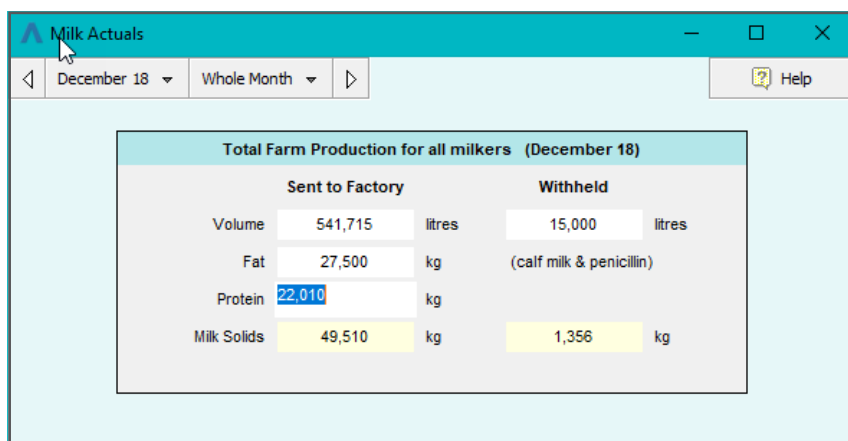 Milk Actuals
December 18 Whole Month Help
Total Farm Production for all milkers (December 18)
Sent to Factory Withheld
Volume 541,715 litres 15,000 litres
Fat 27,500 kg (calf milk & penicillin)
Protein 22,010 kg
Milk Solids 49,510 kg 1,356 kg